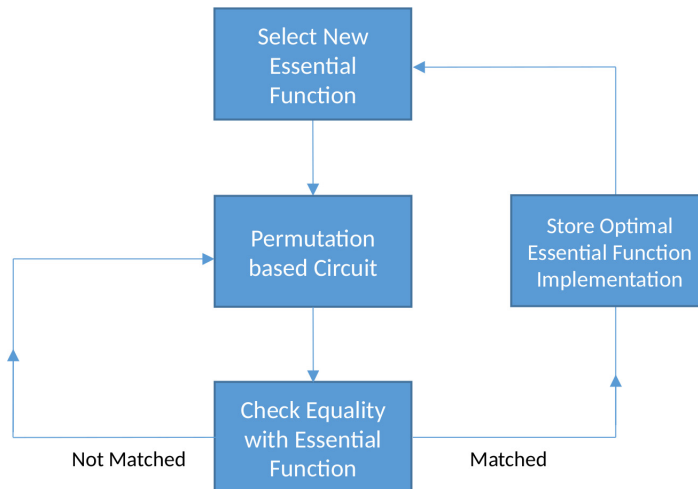 Select New
Essential
Function
Permutation
based Circuit
Store Optimal
Essential Function
Implementation
Check Equality
with Essential
Function
Not Matched
Matched